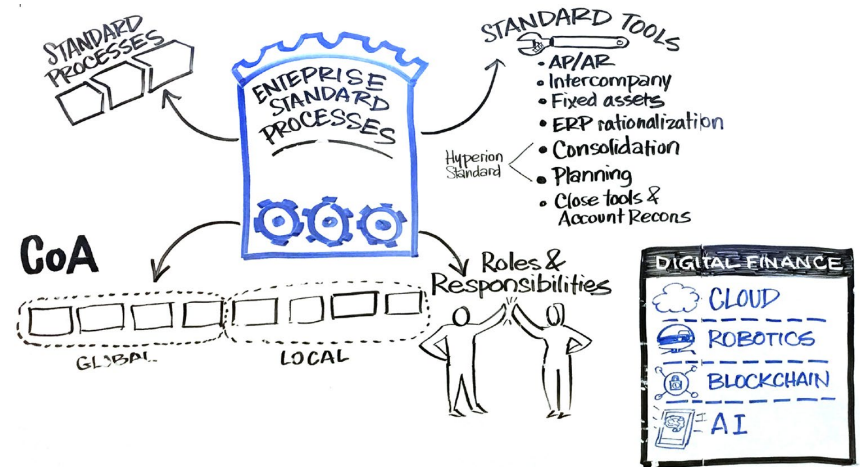 STANDARD
PROCESSES
ENTEPRISE
STANDARD
PROCESSES
STANDARD TOOLS
• AP/AR
• Intercompany
• Fixed assets
• ERP rationalization
Hyperion
Standard
• Consolidation
• Planning
• Close tools &
Account Recons
CoA
GLOBAL
LOCAL
Roles &
Responsibilities
DIGITAL FINANCE
CLOUD
ROBOTICS
BLOCKCHAIN
AI